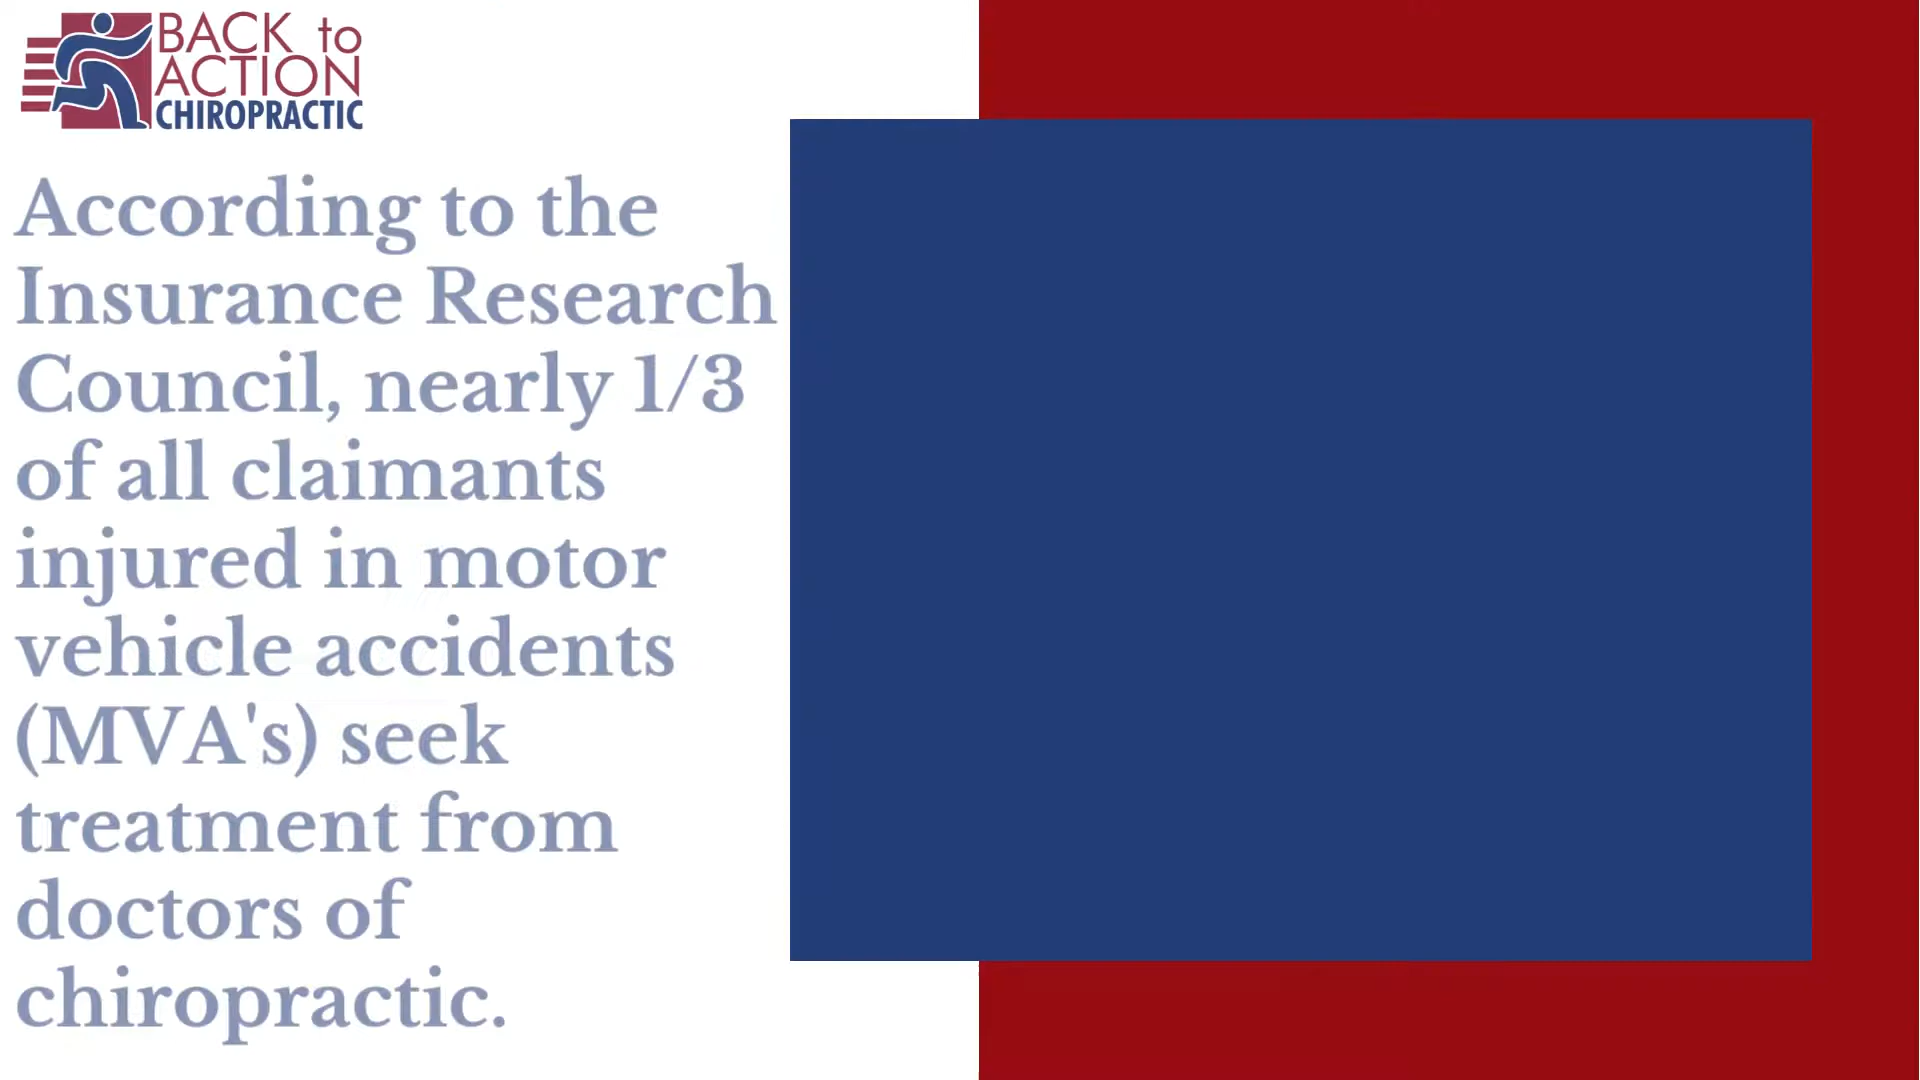 BACK to
ACTION
CHIROPRACTIC
According to the
Insurance Research
Council, nearly 1/3
of all claimants
injured in motor
vehicle accidents
(MVA's) seek
treatment from
doctors of
chiropractic.